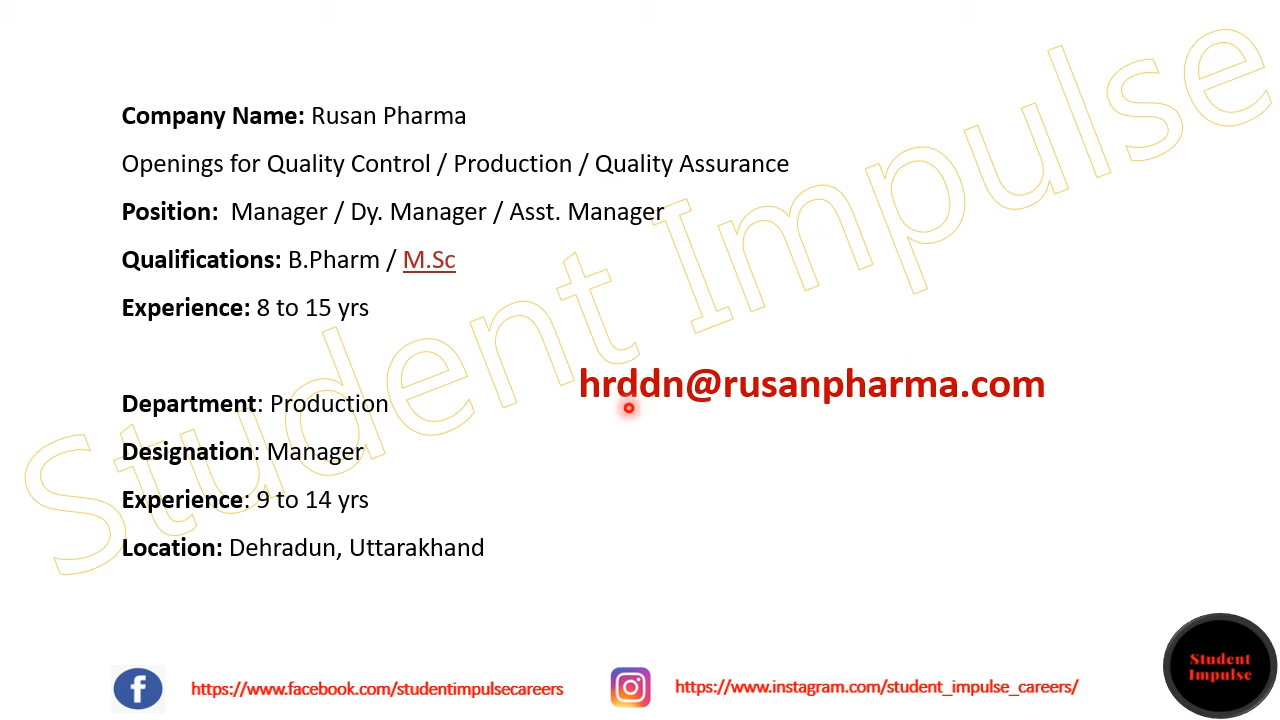 Company Name: Rusan Pharma
Openings for Quality Control / Production / Quality Assurance
Position: Manager / Dy. Manager / Asst. Manager
Qualifications: B.Pharm / M.Sc
Experience: 8 to 15 yrs
hrddn@rusanpharma.com
Department: Production
Designation: Manager
Experience: 9 to 14 yrs
Location: Dehradun, Uttarakhand
Student Impulse
https://www.facebook.com/studentimpulsecareers
https://www.instagram.com/student_impulse_careers/
Student
Impulse